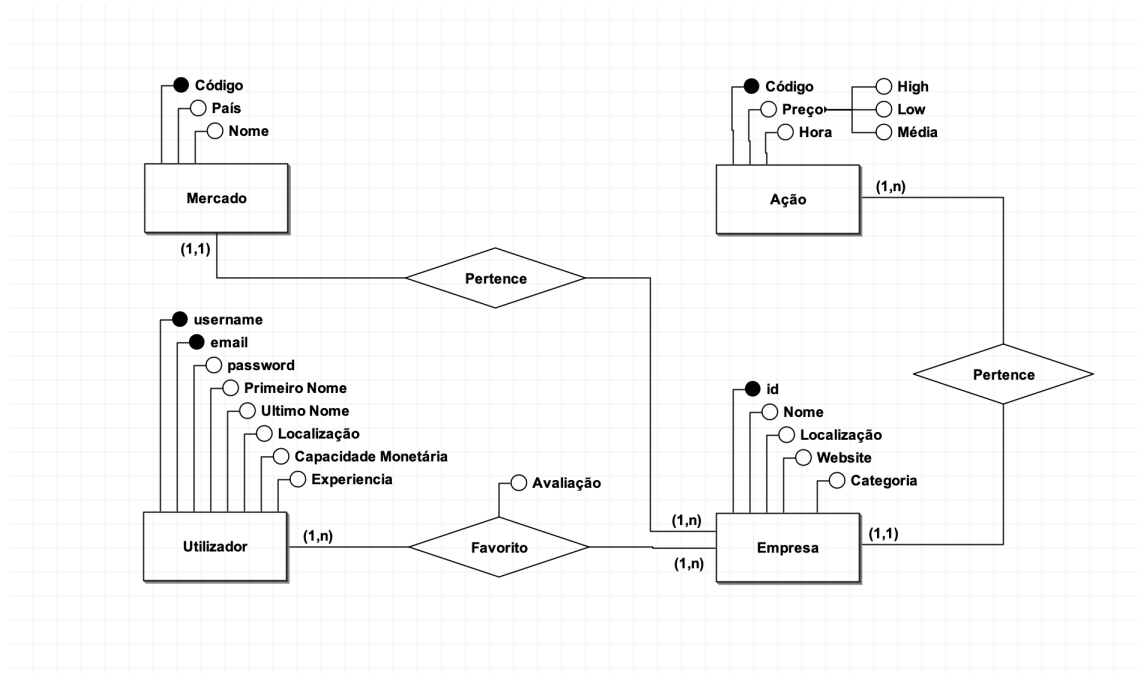 Código
País
Nome
Mercado
(1,1)
Código
Preço
Hora
High
Low
Média
Ação
(1,n)
Pertence
Pertence
username
email
password
Primeiro Nome
Ultimo Nome
Localização
Capacidade Monetária
Experiencia
Utilizador
(1,n)
Avaliação
Favorito
id
Nome
Localização
Website
Categoria
(1,n)
(1,n)
Empresa
(1,1)